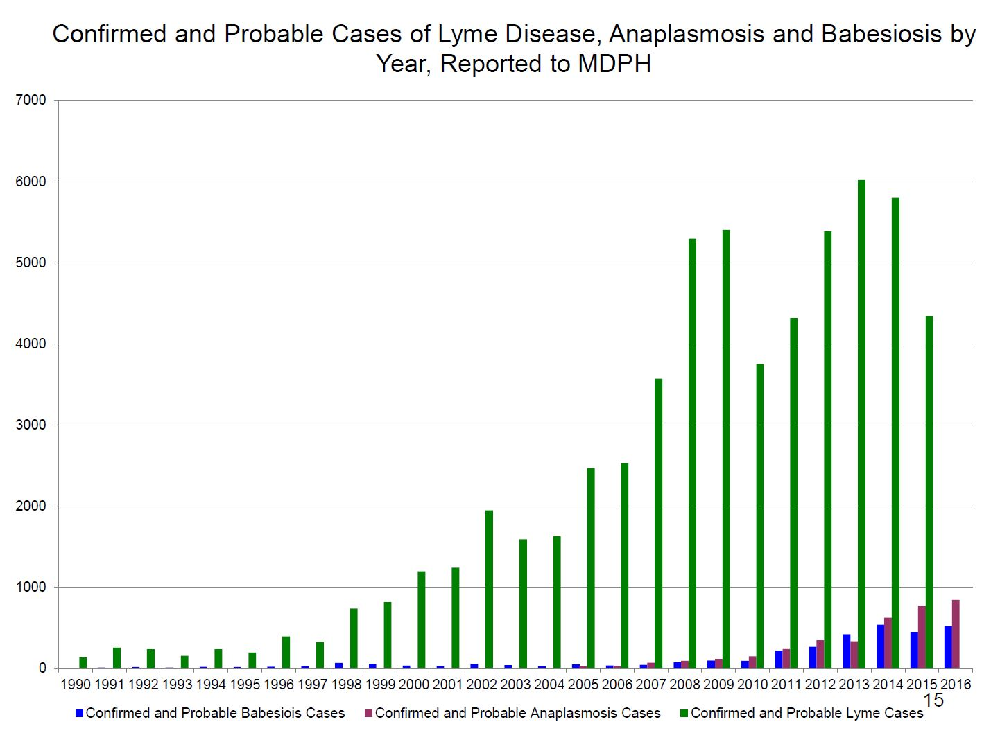 Confirmed and Probable Cases of Lyme Disease, Anaplasmosis and Babesiosis by
Year, Reported to MDPH
7000
6000
5000
4000
3000
2000
1000
0
1990 1991 1992 1993 1994 1995 1996 1997 1998 1999 2000 2001 2002 2003 2004 2005 2006 2007 2008 2009 2010 2011 2012 2013 2014 2015 2016
15
Confirmed and Probable Babesiois Cases Confirmed and Probable Anaplasmosis Cases Confirmed and Probable Lyme Cases